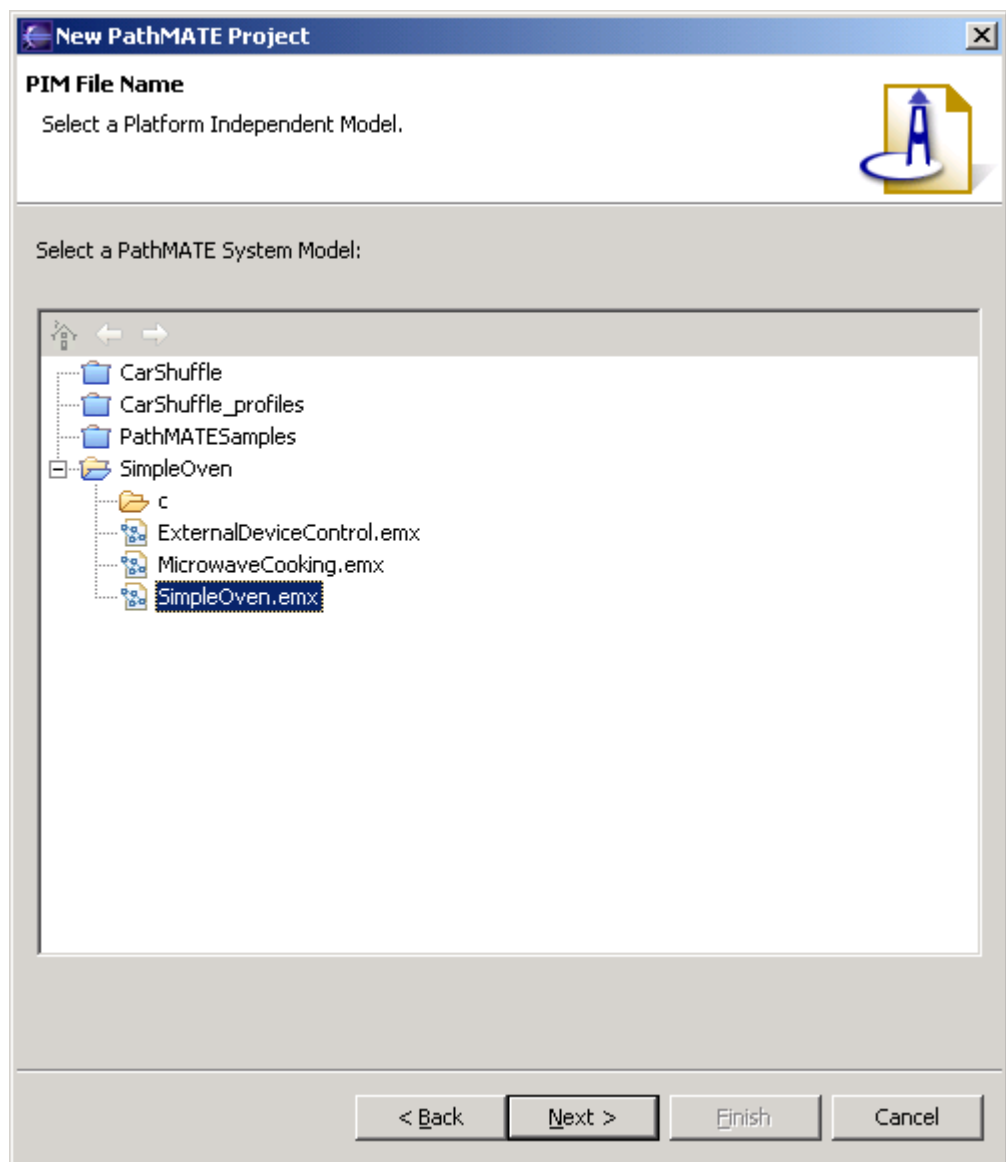 New PathMATE Project
PIM File Name
Select a Platform Independent Model.
Select a PathMATE System Model:
CarShuffle
CarShuffle_profiles
PathMATESamples
SimpleOven
c
ExternalDeviceControl.emx
MicrowaveCooking.emx
SimpleOven.emx
< Back Next > Finish Cancel